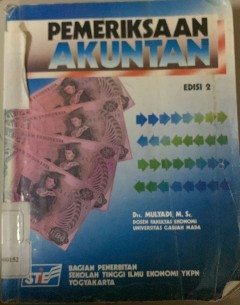 PEMERIKSAAN
AKUNTAN
EDISI 2
Drs. MULYADI, M. Sc.
DOSEN FAKULTAS EKONOMI
UNIVERSITAS GADJAH MADA
STIE
BAGIAN PENERBITAN
SEKOLAH TINGGI ILMU EKONOMI YKPN
YOGYAKARTA